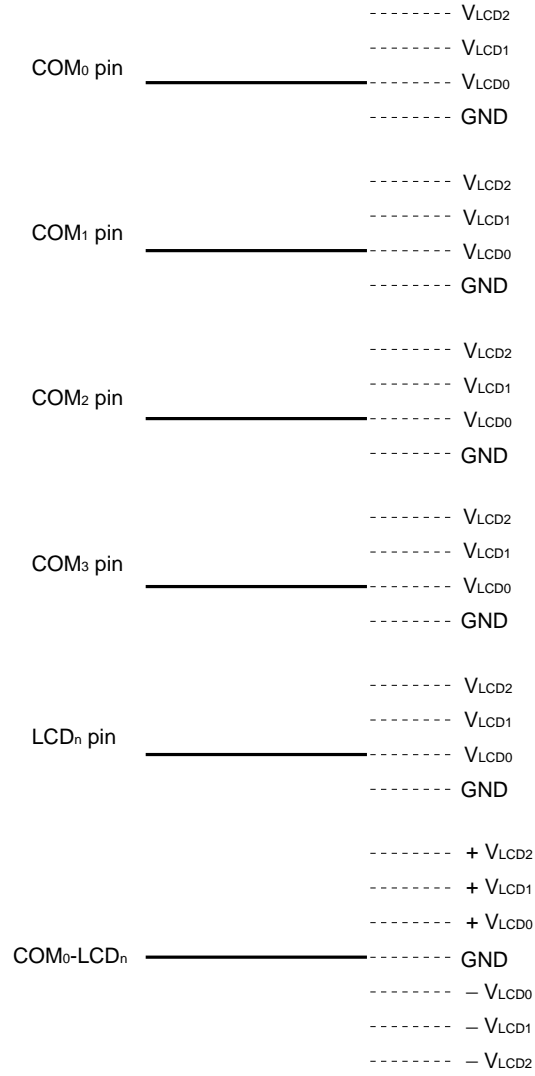 VLCD2
VLCD1
COM0 pin
VLCD0
GND
VLCD2
VLCD1
COM1 pin
VLCD0
GND
VLCD2
VLCD1
COM2 pin
VLCD0
GND
VLCD2
VLCD1
COM3 pin
VLCD0
GND
VLCD2
VLCD1
LCDn pin
VLCD0
GND
+ VLCD2
+ VLCD1
+ VLCD0
COM0-LCDn
GND
– VLCD0
– VLCD1
– VLCD2